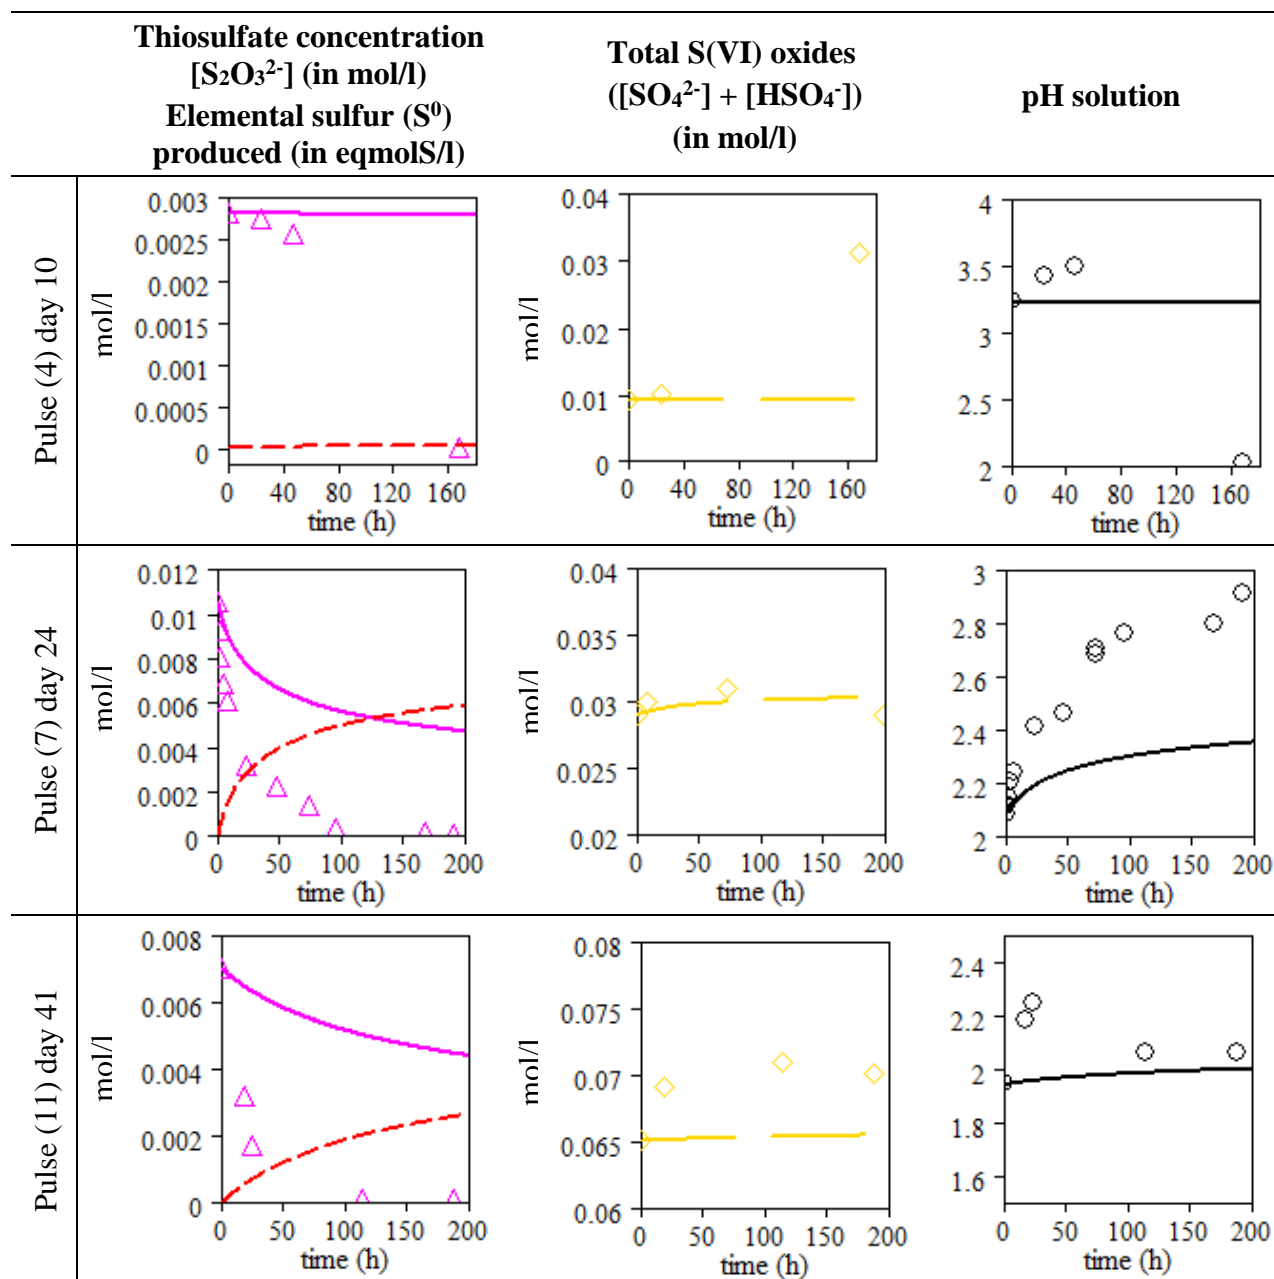 Thiosulfate concentration
[S₂O₃²⁻] (in mol/l)
Elemental sulfur (S⁰)
produced (in eqmolS/l)
Total S(VI) oxides
([SO₄²⁻] + [HSO₄⁻])
(in mol/l)
pH solution
Pulse (4) day 10
mol/l
0.003
0.0025
0.002
0.0015
0.001
0.0005
0
0 40 80 120 160
time (h)
mol/l
0.04
0.03
0.02
0.01
0
0 40 80 120 160
time (h)
4
3.5
3
2.5
2
0 40 80 120 160
time (h)
Pulse (7) day 24
mol/l
0.012
0.01
0.008
0.006
0.004
0.002
0
0 50 100 150 200
time (h)
mol/l
0.04
0.035
0.03
0.025
0.02
0 50 100 150 200
time (h)
3
2.8
2.6
2.4
2.2
2
0 50 100 150 200
time (h)
Pulse (11) day 41
mol/l
0.008
0.006
0.004
0.002
0
0 50 100 150 200
time (h)
mol/l
0.08
0.075
0.07
0.065
0.06
0 50 100 150 200
time (h)
2.4
2.2
2
1.8
1.6
0 50 100 150 200
time (h)